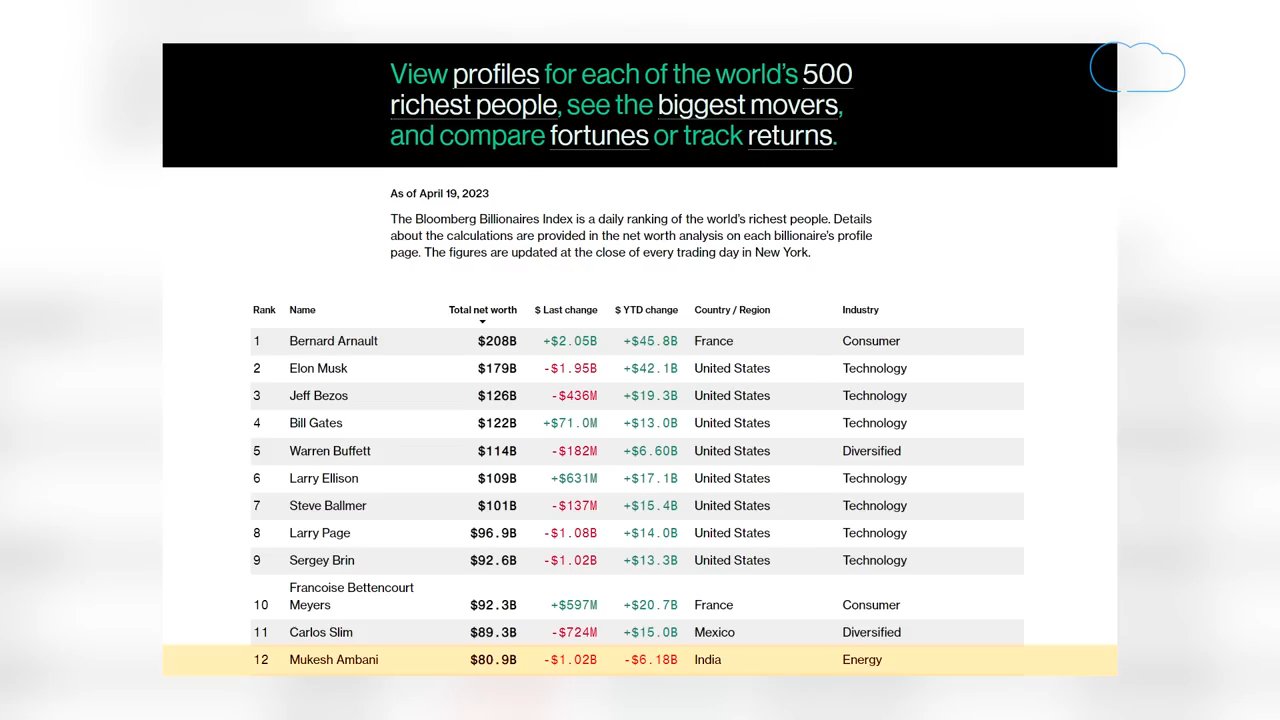 View profiles for each of the world's 500
richest people, see the biggest movers,
and compare fortunes or track returns.
As of April 19, 2023
The Bloomberg Billionaires Index is a daily ranking of the world's richest people. Details
about the calculations are provided in the net worth analysis on each billionaire's profile
page. The figures are updated at the close of every trading day in New York.
Rank Name Total net worth $ Last change $ YTD change Country / Region Industry
1 Bernard Arnault $208B +$2.05B +$45.8B France Consumer
2 Elon Musk $179B -$1.95B +$42.1B United States Technology
3 Jeff Bezos $126B -$436M +$19.3B United States Technology
4 Bill Gates $122B +$71.0M +$13.0B United States Technology
5 Warren Buffett $114B -$182M +$6.60B United States Diversified
6 Larry Ellison $109B +$631M +$17.1B United States Technology
7 Steve Ballmer $101B -$137M +$15.4B United States Technology
8 Larry Page $96.9B -$1.08B +$14.0B United States Technology
9 Sergey Brin $92.6B -$1.02B +$13.3B United States Technology
Francoise Bettencourt
10 Meyers $92.3B +$597M +$20.7B France Consumer
11 Carlos Slim $89.3B -$724M +$15.0B Mexico Diversified
12 Mukesh Ambani $80.9B -$1.02B -$6.18B India Energy